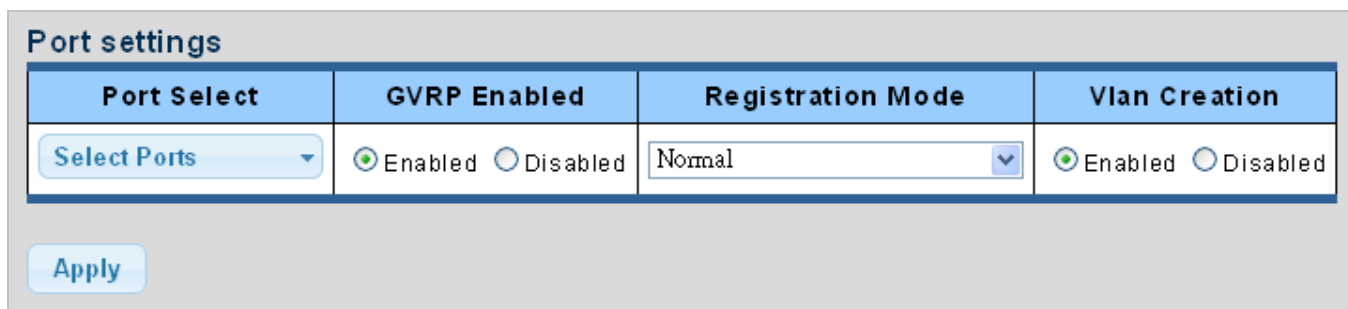 Port settings
Port Select GVRP Enabled Registration Mode Vlan Creation
Select Ports Enabled Disabled Normal Enabled Disabled
Apply